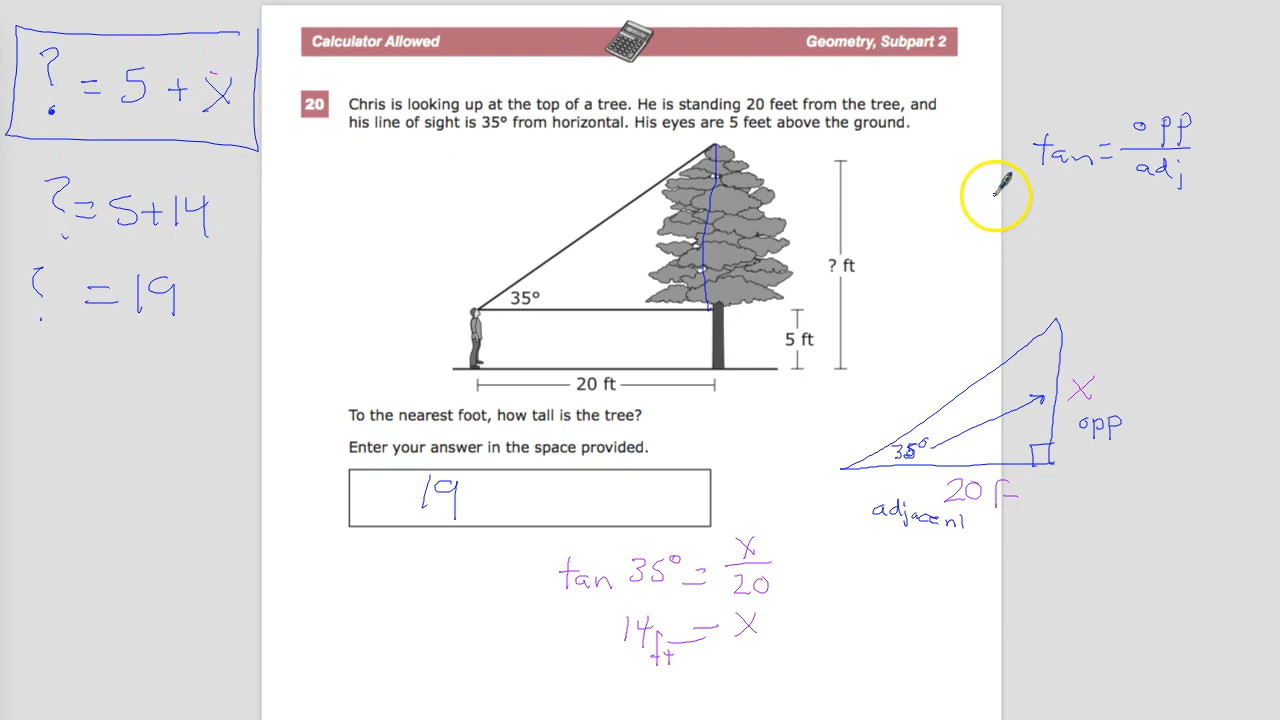 ? = 5 + x
? = 5 + 14
? = 19
Calculator Allowed
Geometry, Subpart 2
20 Chris is looking up at the top of a tree. He is standing 20 feet from the tree, and
his line of sight is 35° from horizontal. His eyes are 5 feet above the ground.
35°
? ft
5 ft
20 ft
To the nearest foot, how tall is the tree?
Enter your answer in the space provided.
19
tan 35° = x/20
14 ft = x
tan = opp/adj
x
opp
35°
20 ft
adjacent